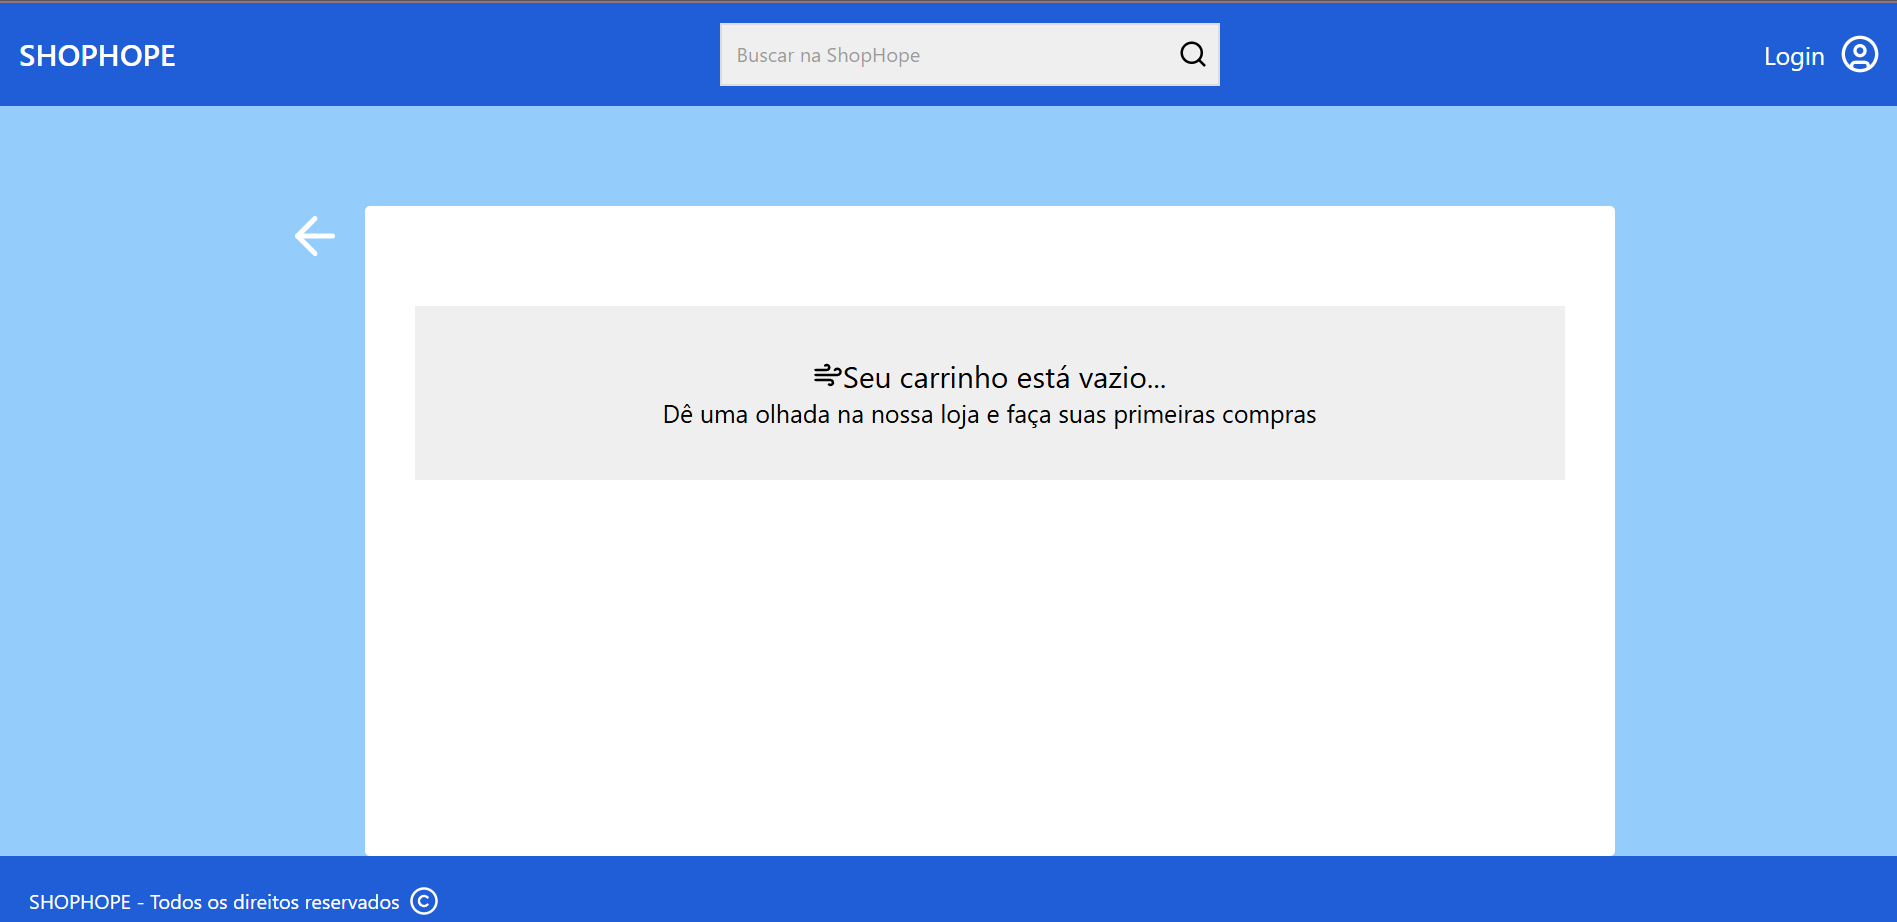 SHOPHOPE
Buscar na ShopHope
Login
Seu carrinho está vazio...
Dê uma olhada na nossa loja e faça suas primeiras compras
SHOPHOPE - Todos os direitos reservados ©